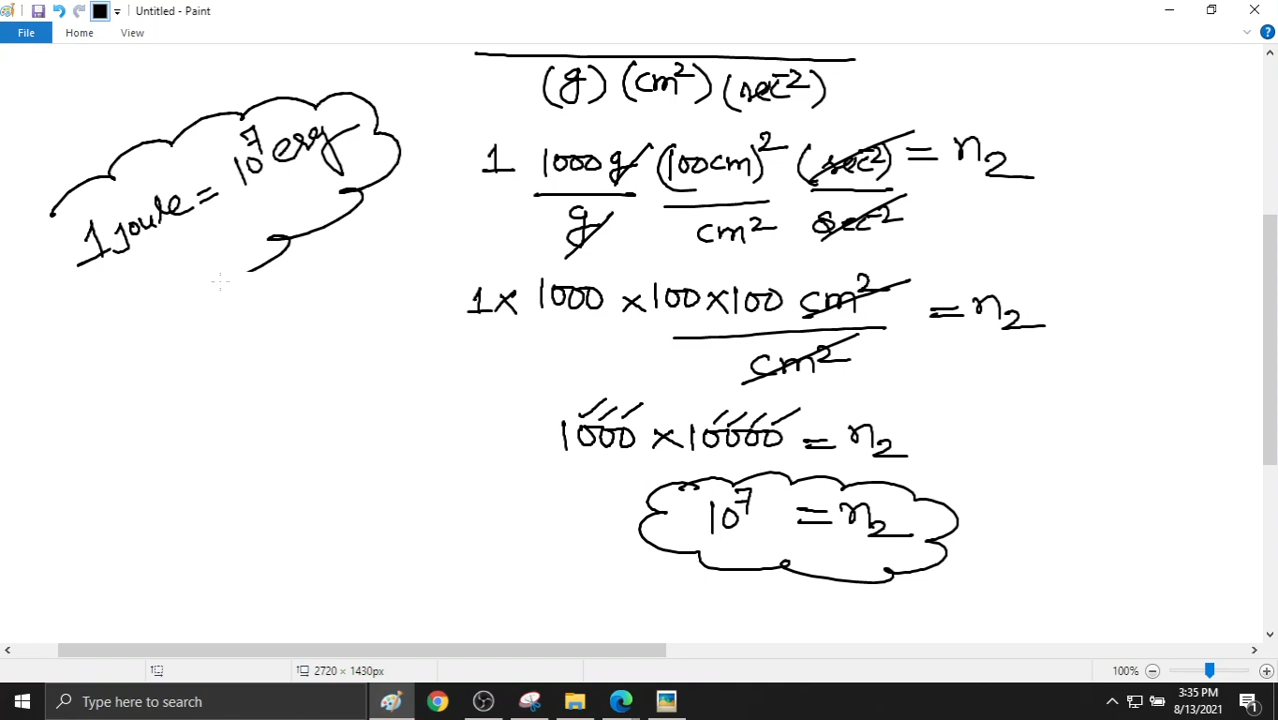 Untitled - Paint
File Home View
(g) (cm²) (sec⁻²)
1 1000g (100cm)² (sec⁻²) = n₂
g cm² sec⁻²
1 joule = 10⁷ erg
1 × 1000 × 100 × 100 cm² = n₂
cm²
1000 × 10000 = n₂
10⁷ = n₂
2720 × 1430px 100%
Type here to search
3:35 PM
8/13/2021
1